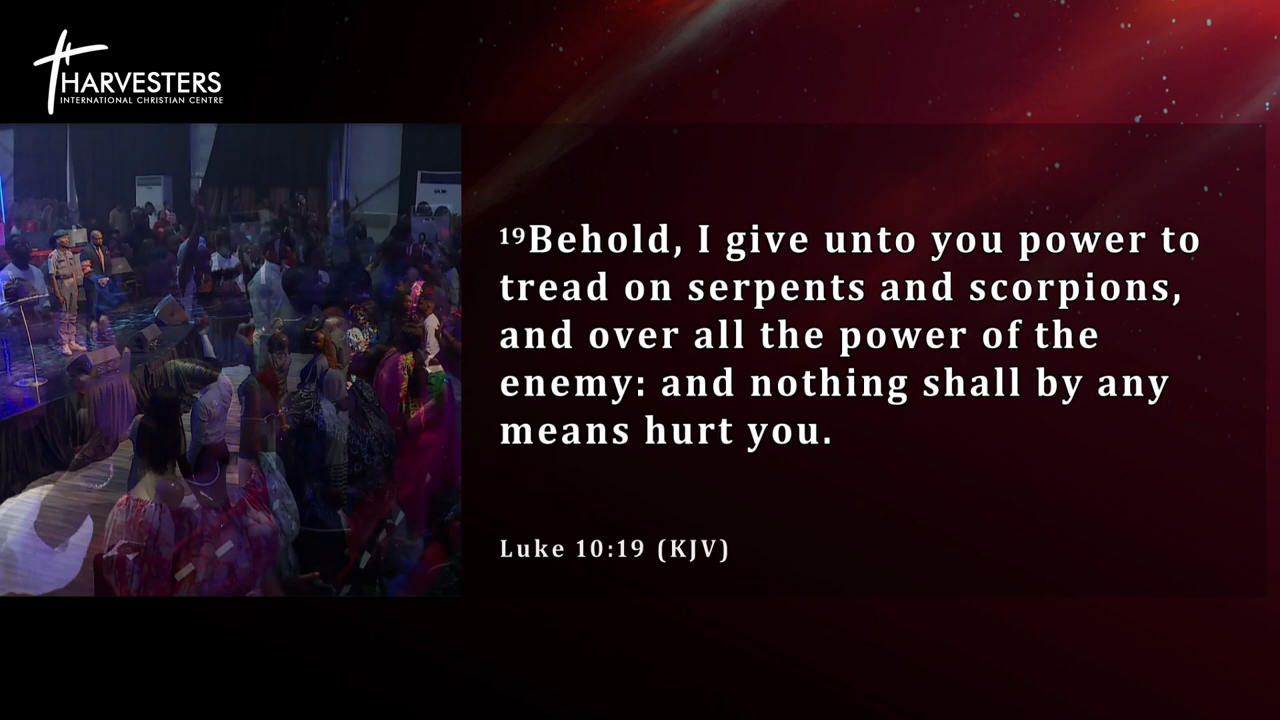 HARVESTERS
INTERNATIONAL CHRISTIAN CENTRE
¹⁹Behold, I give unto you power to
tread on serpents and scorpions,
and over all the power of the
enemy: and nothing shall by any
means hurt you.
Luke 10:19 (KJV)